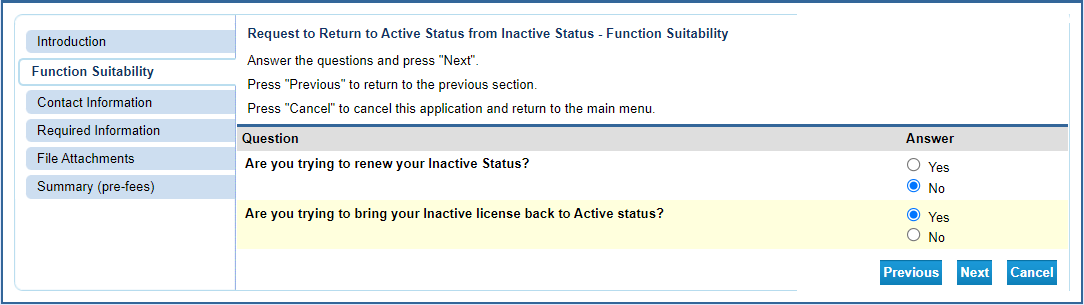 Introduction
Function Suitability
Contact Information
Required Information
File Attachments
Summary (pre-fees)
Request to Return to Active Status from Inactive Status - Function Suitability
Answer the questions and press "Next".
Press "Previous" to return to the previous section.
Press "Cancel" to cancel this application and return to the main menu.
Question Answer
Are you trying to renew your Inactive Status?
Yes
No
Are you trying to bring your Inactive license back to Active status?
Yes
No
Previous Next Cancel